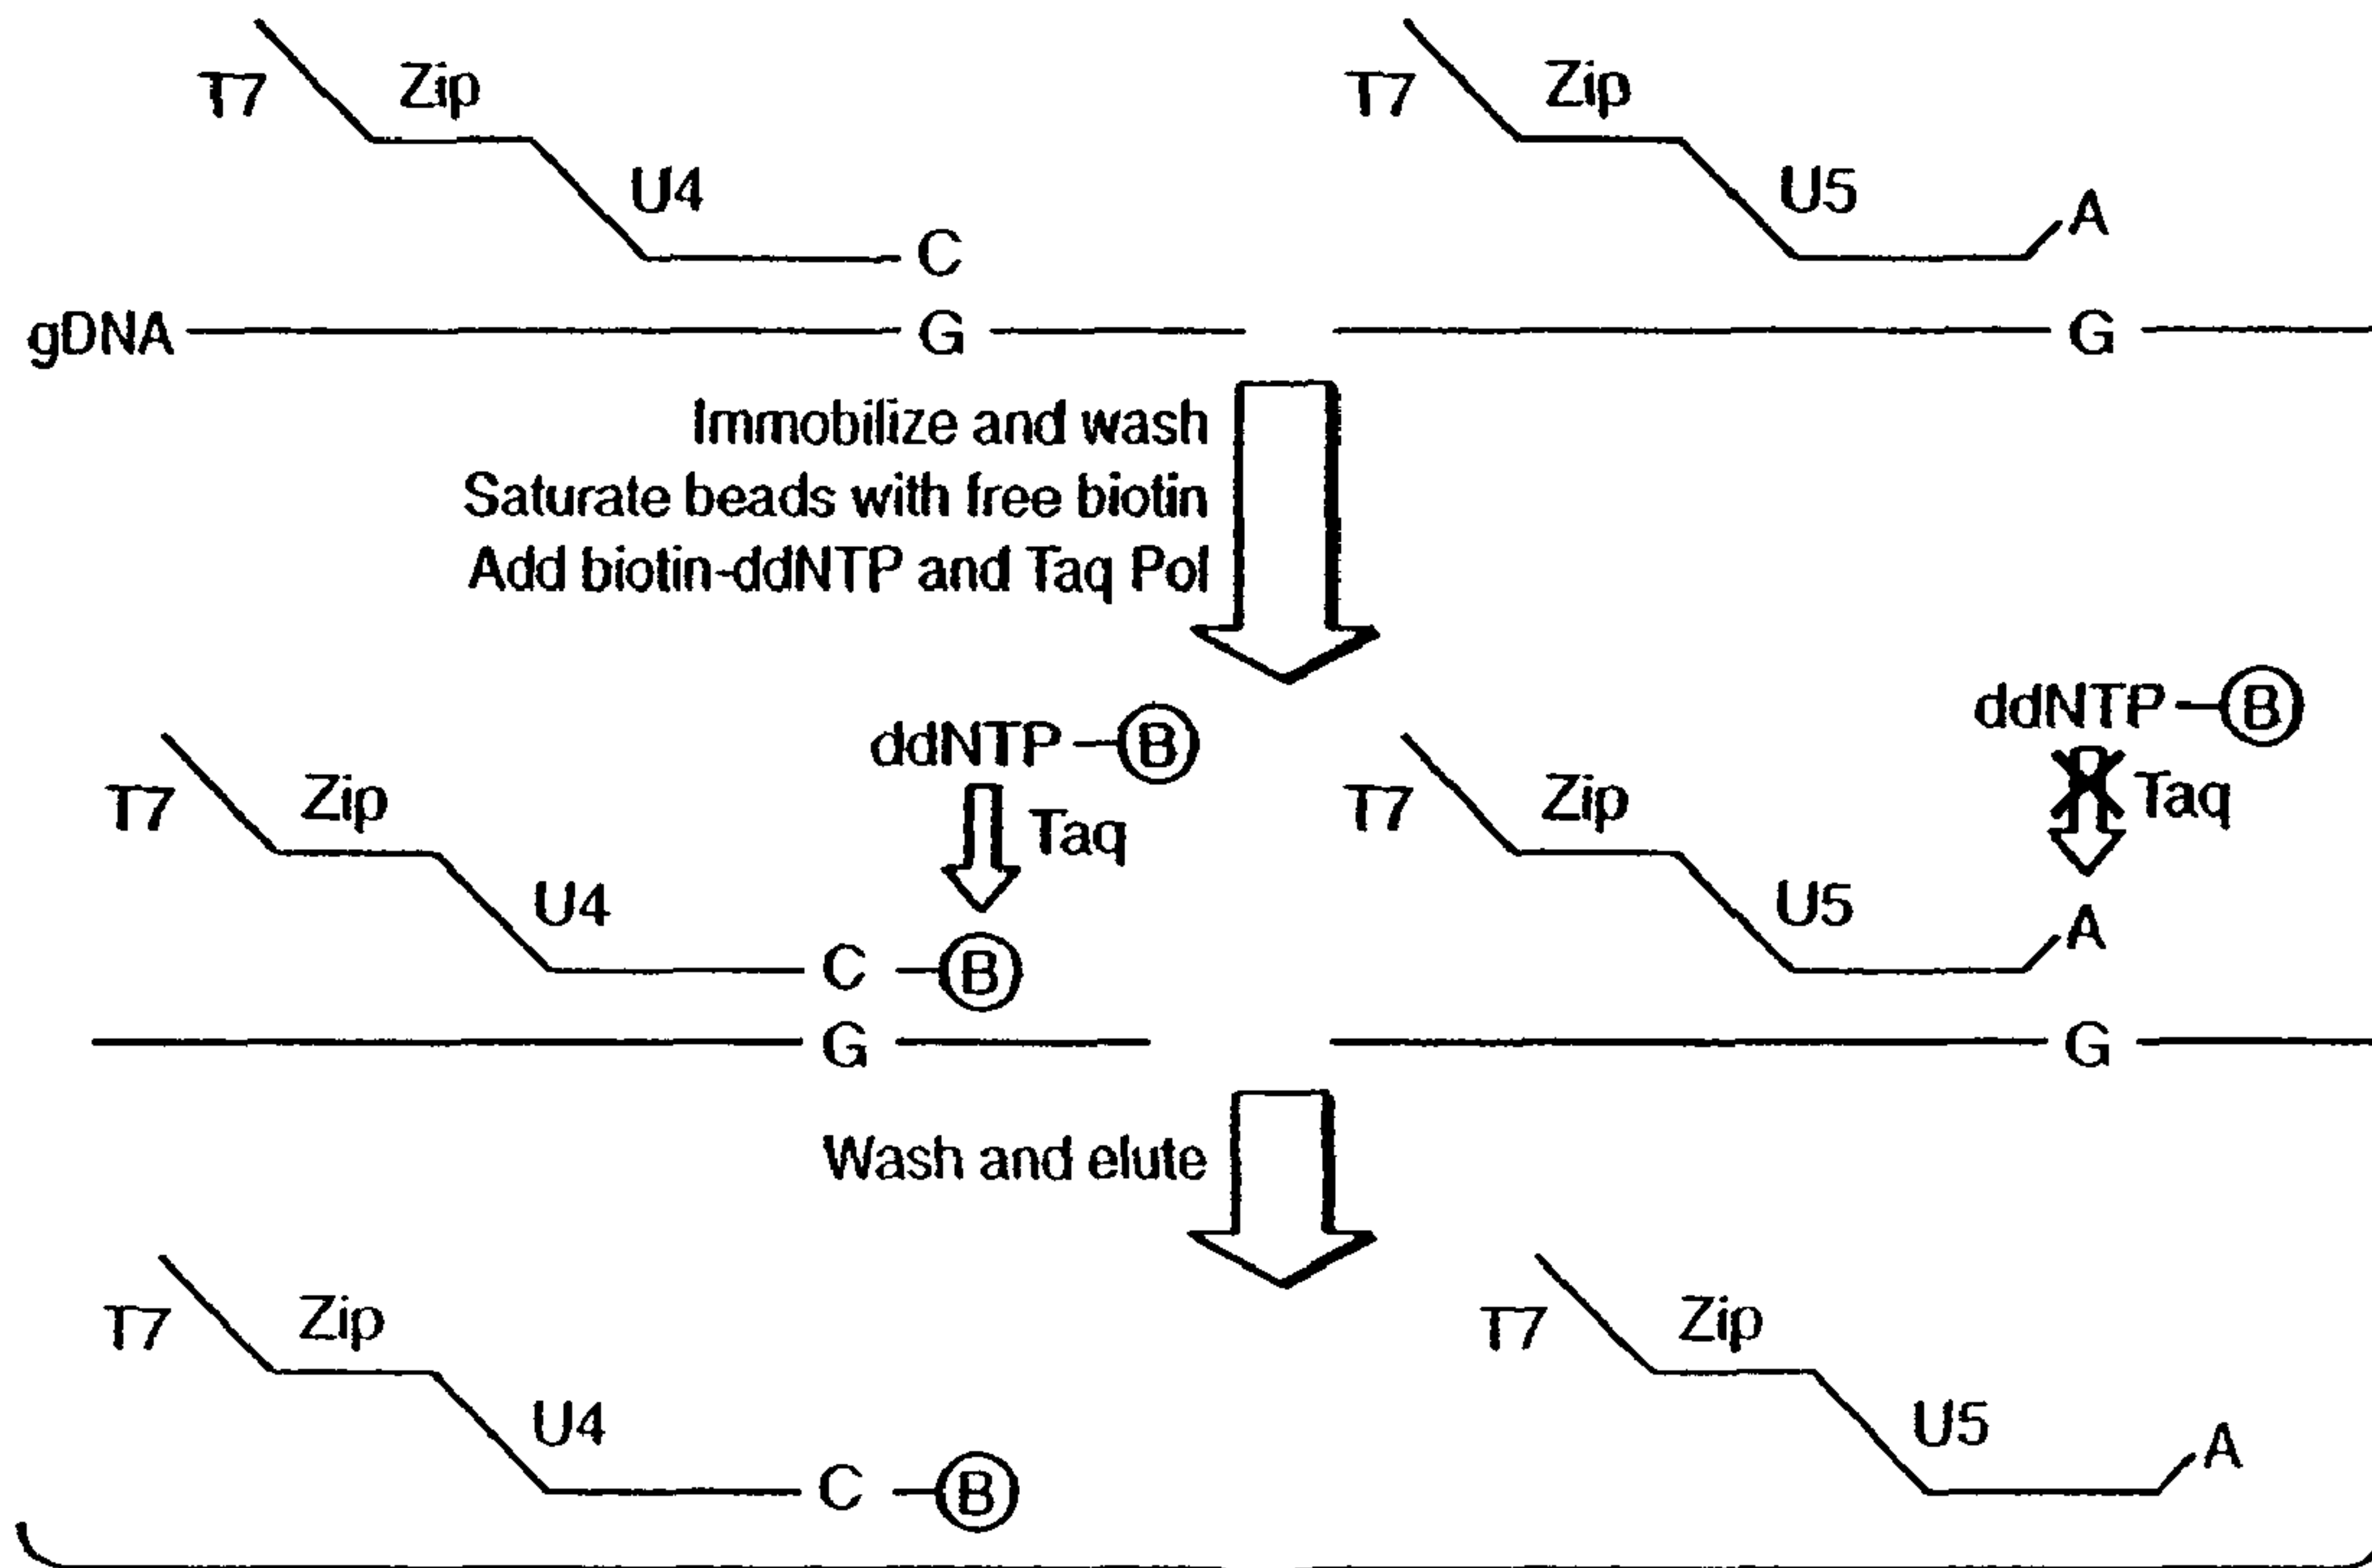 T7 Zip T7 Zip
U4 U5
C A
gDNA G G
Immobilize and wash
Saturate beads with free biotin
Add biotin-ddNTP and Taq Pol
ddNTP B ddNTP B
T7 Zip Taq T7 Zip Taq
U4 U5
C B A
G G
Wash and elute
T7 Zip T7 Zip
U4 U5
C B A